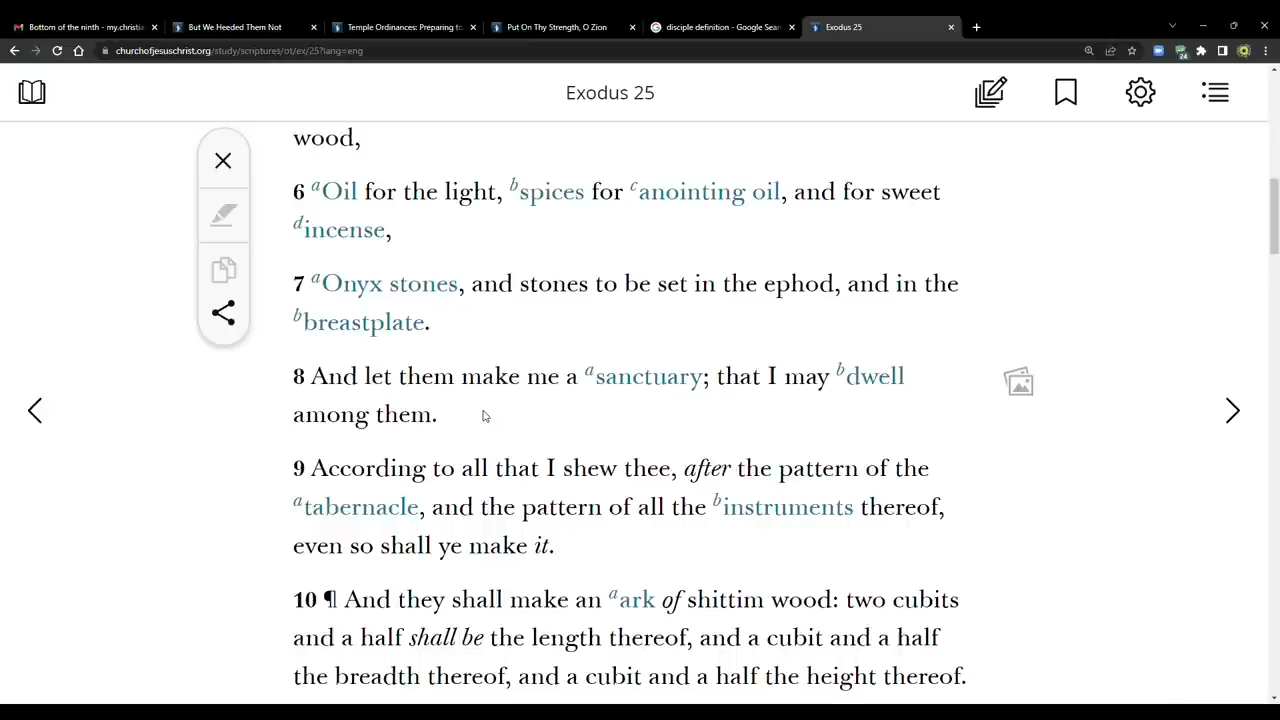 Bottom of the ninth - my.christi
But We Heeded Them Not
Temple Ordinances: Preparing to
Put On Thy Strength, O Zion
disciple definition - Google Sear
Exodus 25
churchofjesuschrist.org/study/scriptures/ot/ex/25?lang=eng
24
Exodus 25
wood,
6 aOil for the light, bspices for canointing oil, and for sweet
dincense,
7 aOnyx stones, and stones to be set in the ephod, and in the
bbreastplate.
8 And let them make me a asanctuary; that I may bdwell
among them.
9 According to all that I shew thee, after the pattern of the
atabernacle, and the pattern of all the binstruments thereof,
even so shall ye make it.
10 ¶ And they shall make an aark of shittim wood: two cubits
and a half shall be the length thereof, and a cubit and a half
the breadth thereof, and a cubit and a half the height thereof.